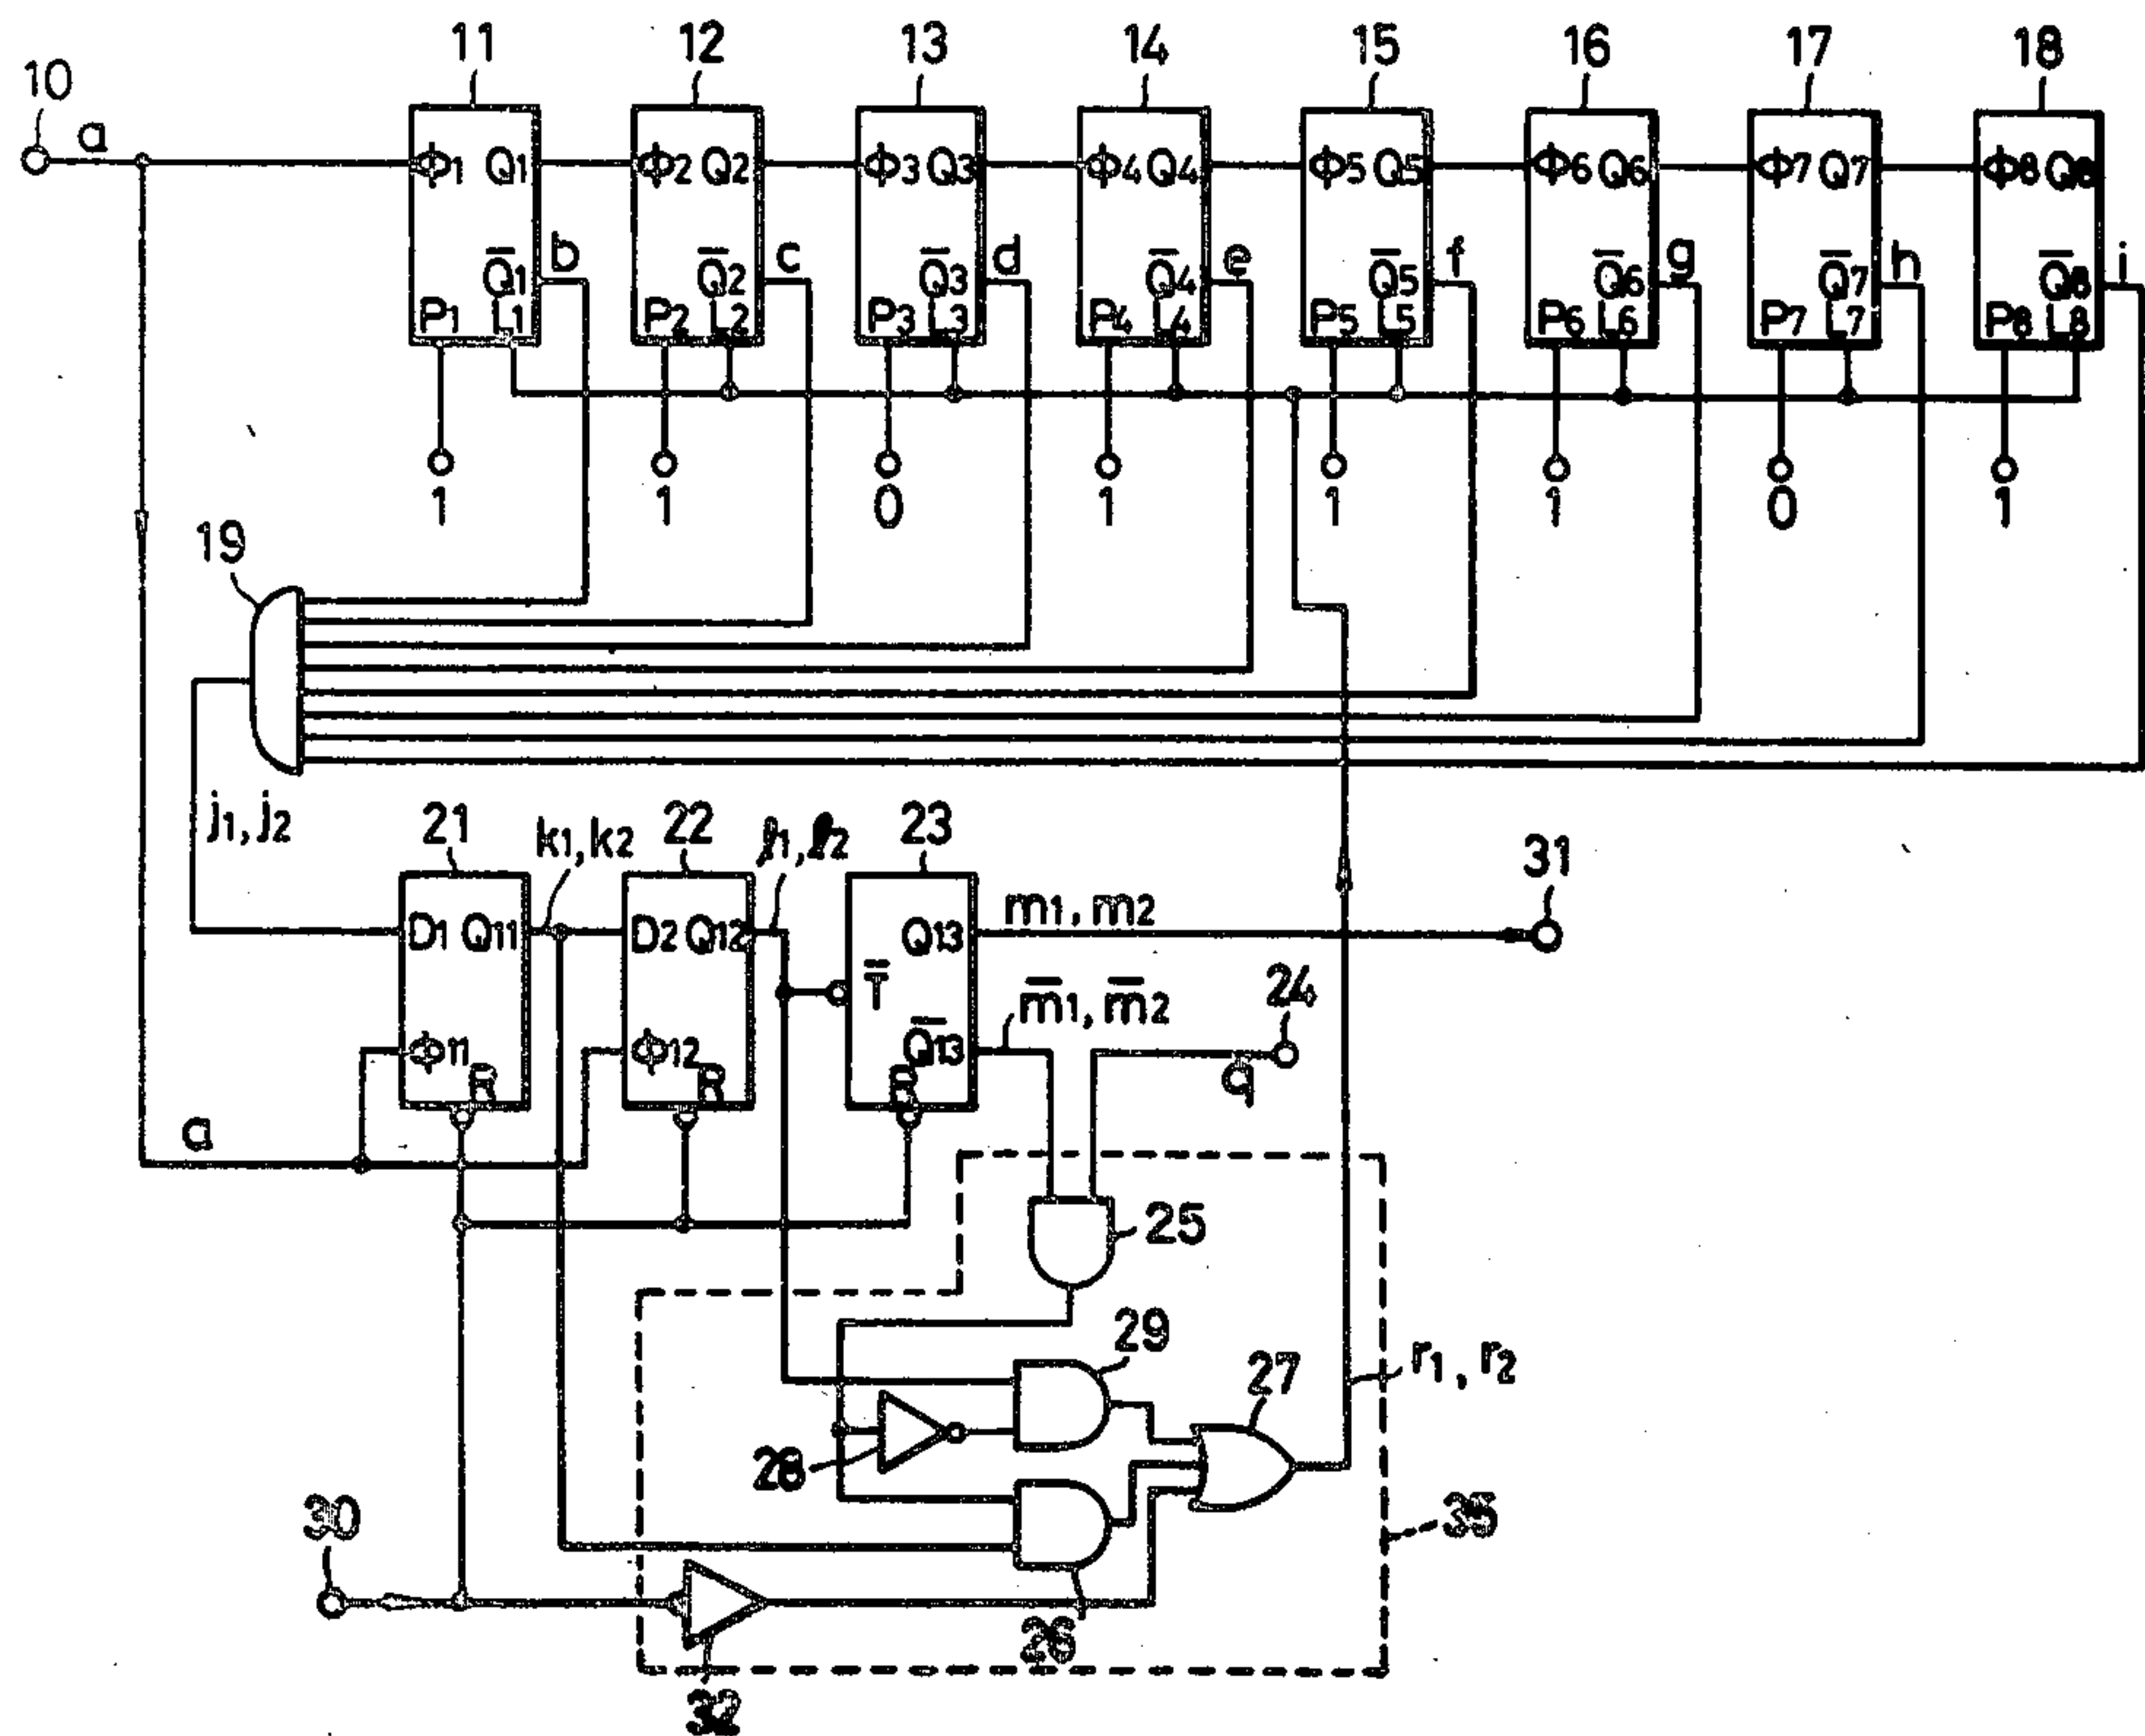 11 12 13 14 15 16 17 18
10
a
Φ1 Q1 Φ2 Q2 Φ3 Q3 Φ4 Q4 Φ5 Q5 Φ6 Q6 Φ7 Q7 Φ8 Q8
Q̅1 b Q̅2 c Q̅3 d Q̅4 e Q̅5 f Q̅6 g Q̅7 h Q̅8 i
P1 L1 P2 L2 P3 L3 P4 L4 P5 L5 P6 L6 P7 L7 P8 L8
1 1 0 1 1 1 0 1
19
j1, j2
21 k1, k2 22 l1, l2 23
31
D1 Q11 D2 Q12 Q13 m1, m2
T̅
24
m̅1, m̅2
Φ11 Φ12 Q̅13
R R R
q
a
25
29
27
r1, r2
28
30
35
26
32